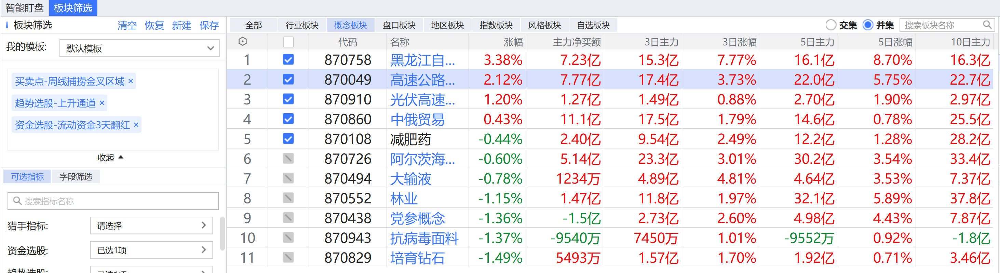 智能盯盘 板块筛选
板块筛选 清空 恢复 新建 保存
我的模板: 默认模板
买卖点-周线捕捞金叉区域 ×
趋势选股-上升通道 ×
资金选股-流动资金3天翻红 ×
收起
可选指标 字段筛选
搜索指标名称
猎手指标: 请选择
资金选股: 已选1项
趋势选股: 已选1项
全部 行业板块 概念板块 盘口板块 地区板块 指数板块 风格板块 自选板块 交集 并集 搜索板块名称
代码 名称 涨幅 主力净买额 3日主力 3日涨幅 5日主力 5日涨幅 10日主力
1 870758 黑龙江自... 3.38% 7.23亿 15.3亿 7.77% 16.1亿 8.70% 16.3亿
2 870049 高速公路... 2.12% 7.77亿 17.4亿 3.73% 22.0亿 5.75% 22.7亿
3 870910 光伏高速... 1.20% 1.27亿 1.49亿 0.88% 2.70亿 1.90% 2.97亿
4 870860 中俄贸易 0.43% 11.1亿 17.5亿 1.79% 14.6亿 0.78% 25.5亿
5 870108 减肥药 -0.44% 2.40亿 9.54亿 2.49% 12.2亿 1.28% 28.2亿
6 870726 阿尔茨海... -0.60% 5.14亿 23.3亿 3.01% 30.2亿 3.54% 33.4亿
7 870494 大输液 -0.78% 1234万 4.89亿 4.81% 4.64亿 3.53% 7.37亿
8 870552 林业 -1.15% 1.47亿 11.8亿 1.97% 32.1亿 5.89% 37.8亿
9 870438 党参概念 -1.36% -1.5亿 2.73亿 2.60% 4.98亿 4.43% 7.87亿
10 870943 抗病毒面料 -1.37% -9540万 7450万 1.01% -9552万 0.92% -1.8亿
11 870829 培育钻石 -1.49% 5493万 1.57亿 1.70% 1.92亿 0.71% 3.46亿